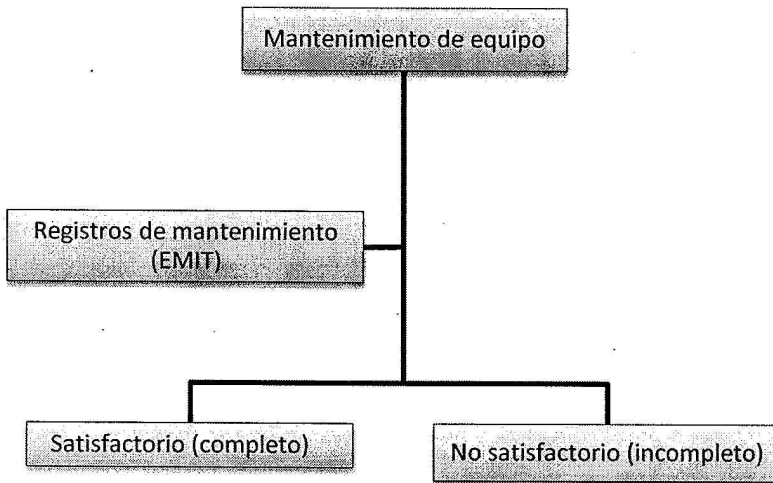 Mantenimiento de equipo
Registros de mantenimiento
(EMIT)
Satisfactorio (completo)
No satisfactorio (incompleto)